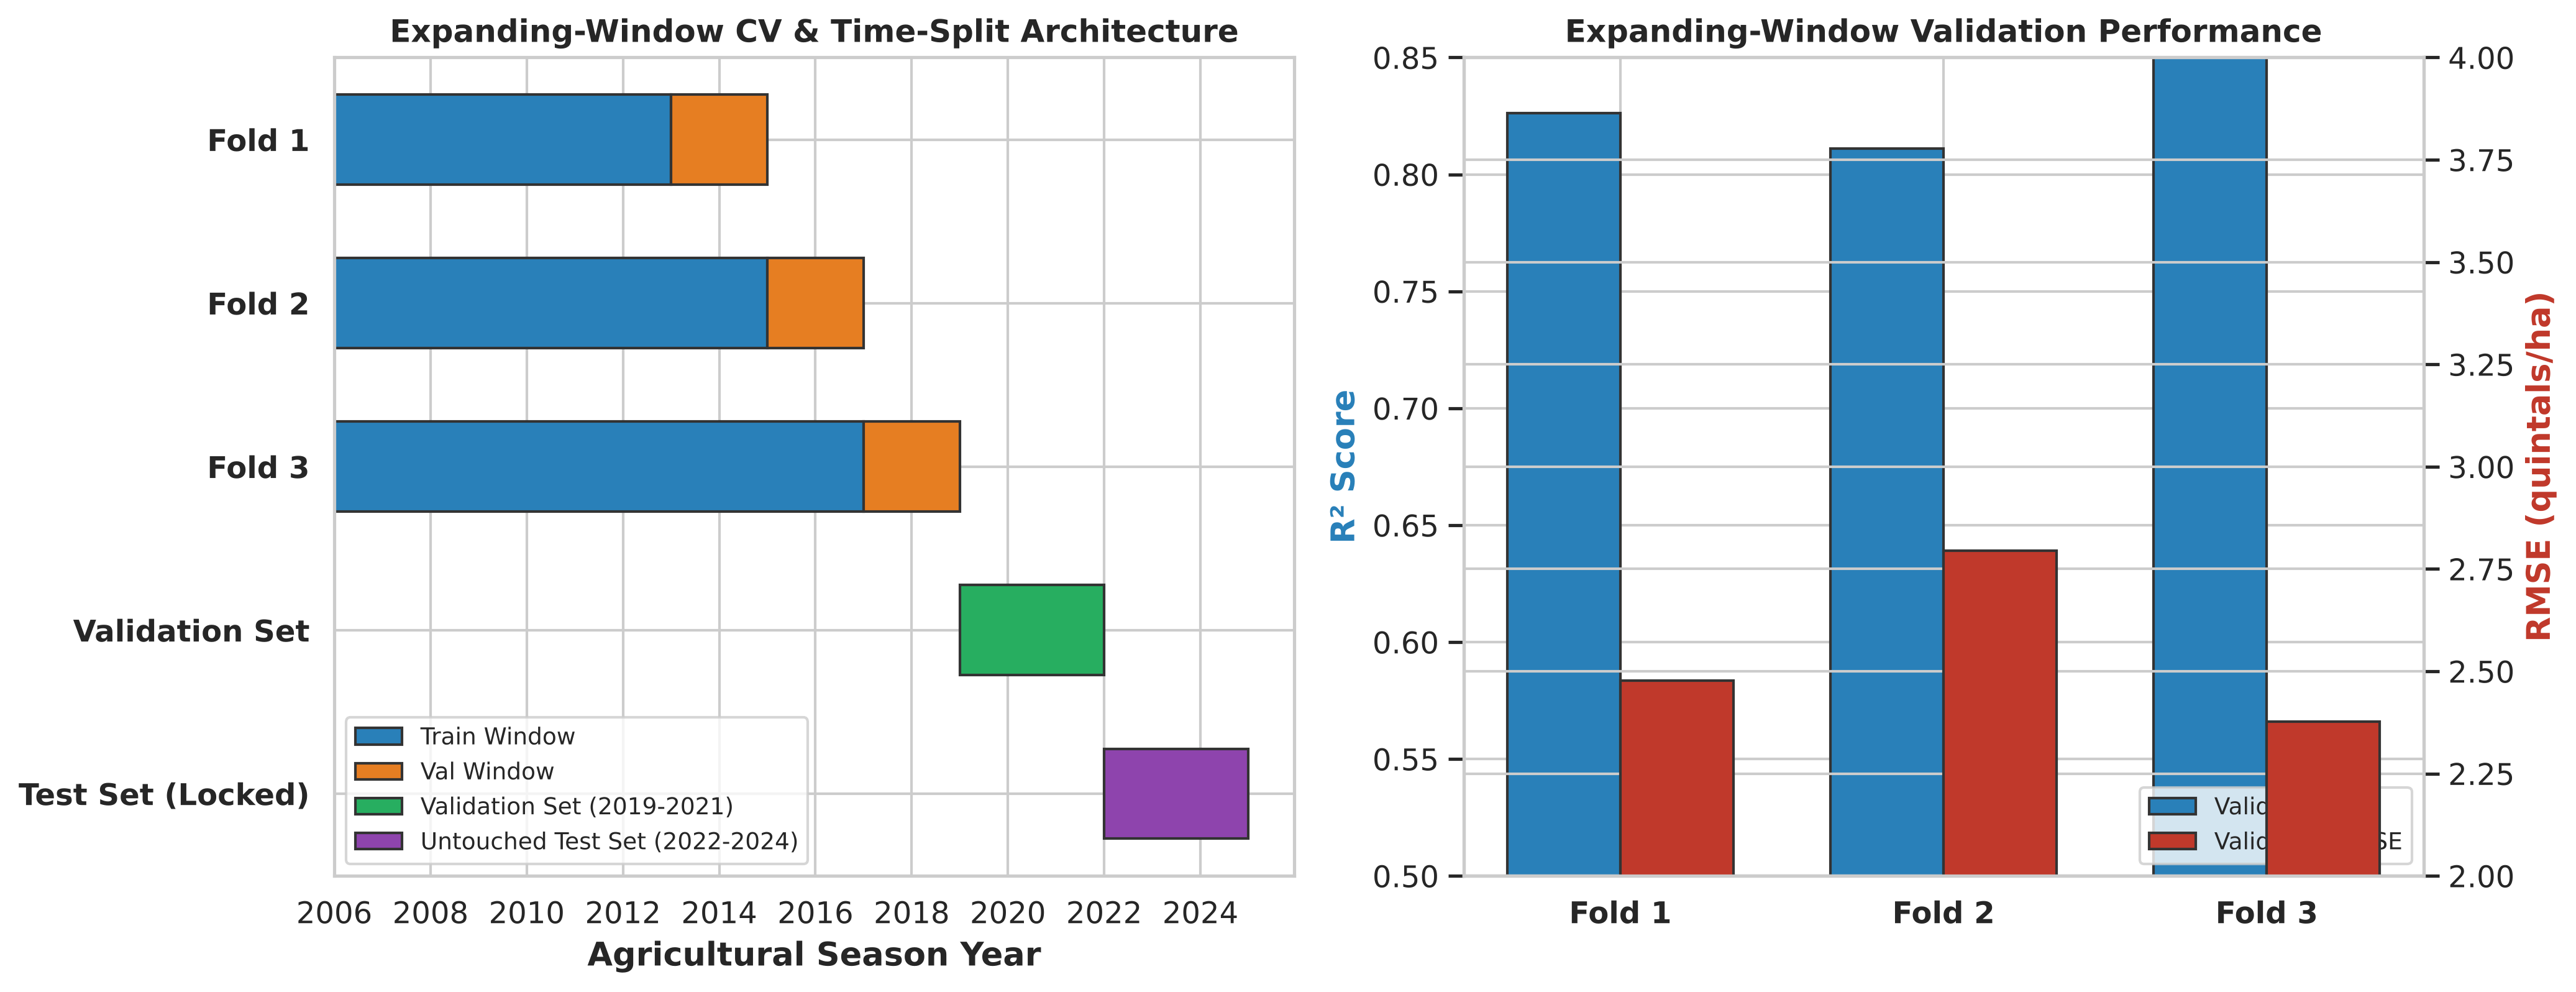 Expanding-Window CV & Time-Split Architecture
Fold 1
Fold 2
Fold 3
Validation Set
Test Set (Locked)
Train Window
Val Window
Validation Set (2019-2021)
Untouched Test Set (2022-2024)
2006 2008 2010 2012 2014 2016 2018 2020 2022 2024
Agricultural Season Year
Expanding-Window Validation Performance
R² Score
0.85
0.80
0.75
0.70
0.65
0.60
0.55
0.50
4.00
3.75
3.50
3.25
3.00
2.75
2.50
2.25
2.00
RMSE (quintals/ha)
Fold 1 Fold 2 Fold 3